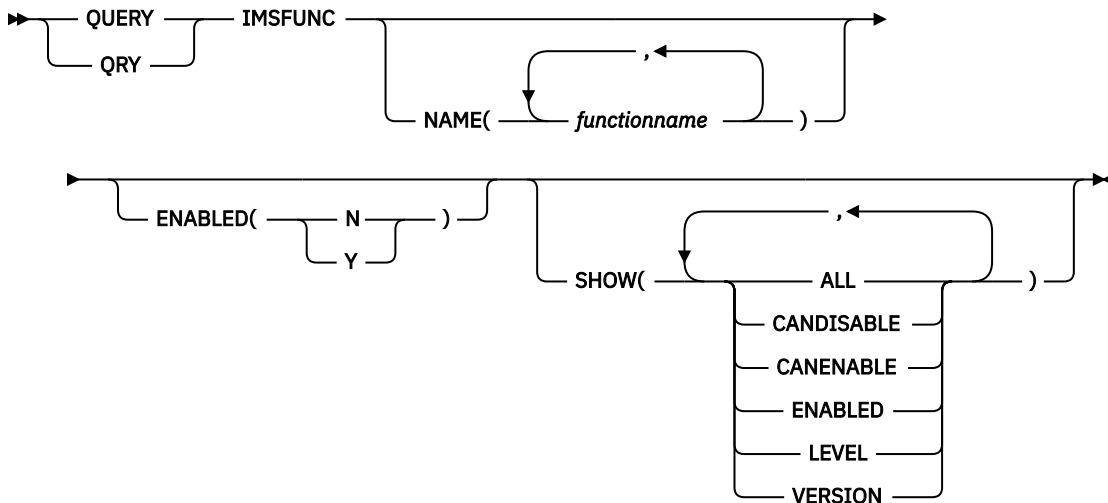 QUERY IMSFUNC
QRY
,
NAME( functionname )
ENABLED( N )
Y
,
SHOW( ALL )
CANDISABLE
CANENABLE
ENABLED
LEVEL
VERSION